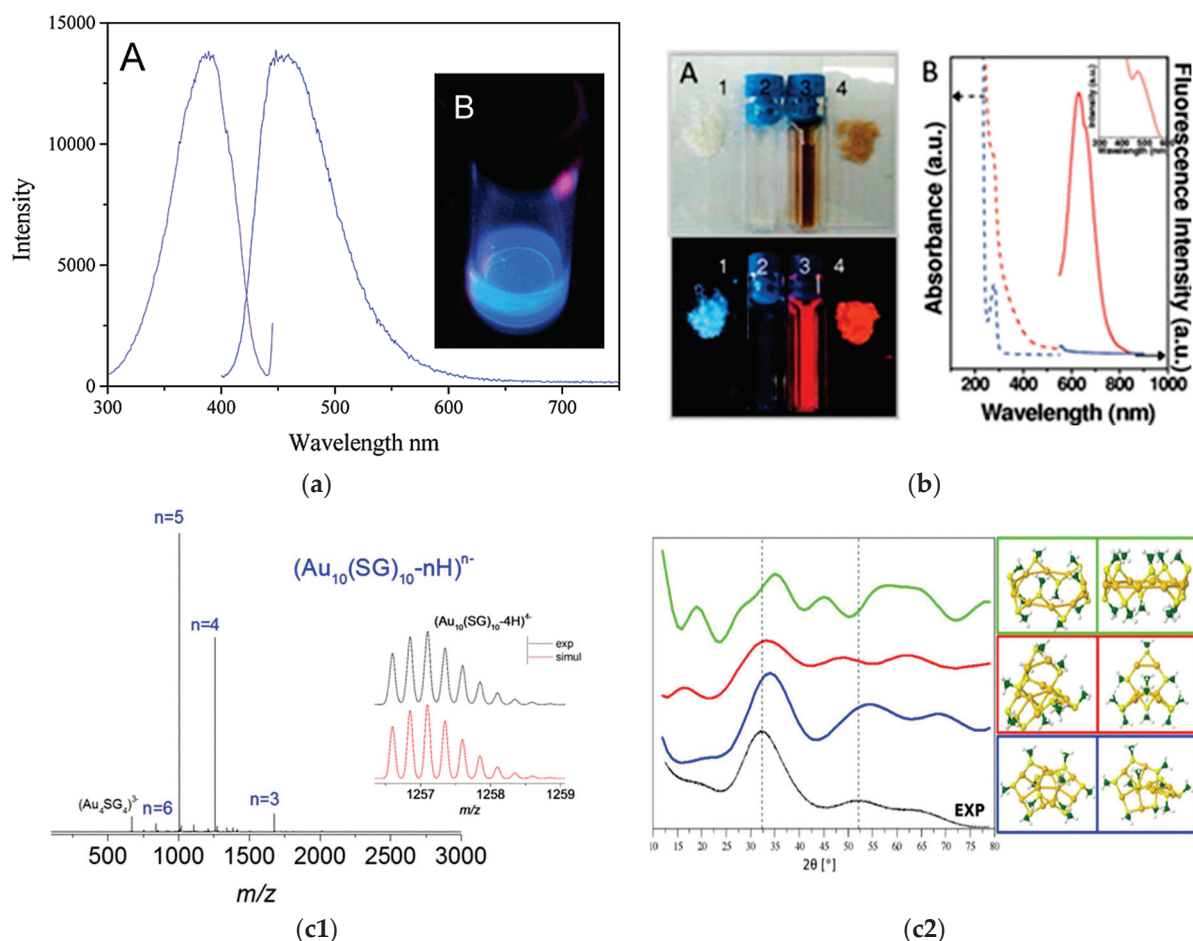 15000
10000
5000
0
Intensity
A
B
300
400
500
600
700
Wavelength nm
(a)
A
1
2
3
4
1
2
3
4
B
Absorbance (a.u.)
Fluorescence Intensity (a.u.)
Intensity (a.u.)
Wavelength (nm)
200 400 600 800 1000
Wavelength (nm)
(b)
n=5
(Au10(SG)10-nH)n-
n=4
(Au10(SG)10-4H)4-
exp
simul
1257 1258 1259
m/z
(Au4SG4)3-
n=6
n=3
500 1000 1500 2000 2500 3000
m/z
(c1)
EXP
10 15 20 25 30 35 40 45 50 55 60 65 70 75 80
2θ [°]
(c2)